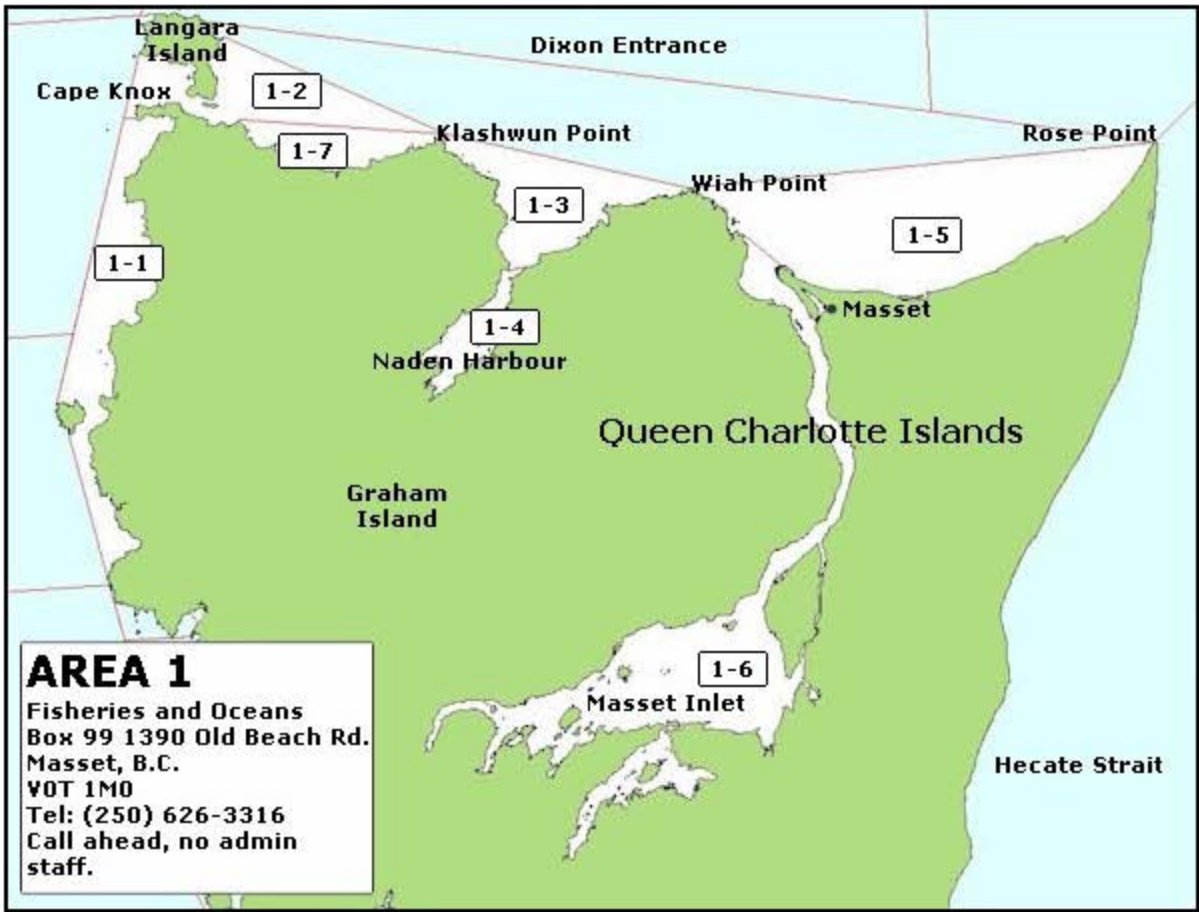 Langara
Island
Dixon Entrance
Cape Knox
1-2
Klashwun Point
Rose Point
1-7
Wiah Point
1-3
1-5
1-1
Masset
1-4
Naden Harbour
Queen Charlotte Islands
Graham
Island
1-6
Masset Inlet
Hecate Strait
AREA 1
Fisheries and Oceans
Box 99 1390 Old Beach Rd.
Masset, B.C.
V0T 1M0
Tel: (250) 626-3316
Call ahead, no admin
staff.